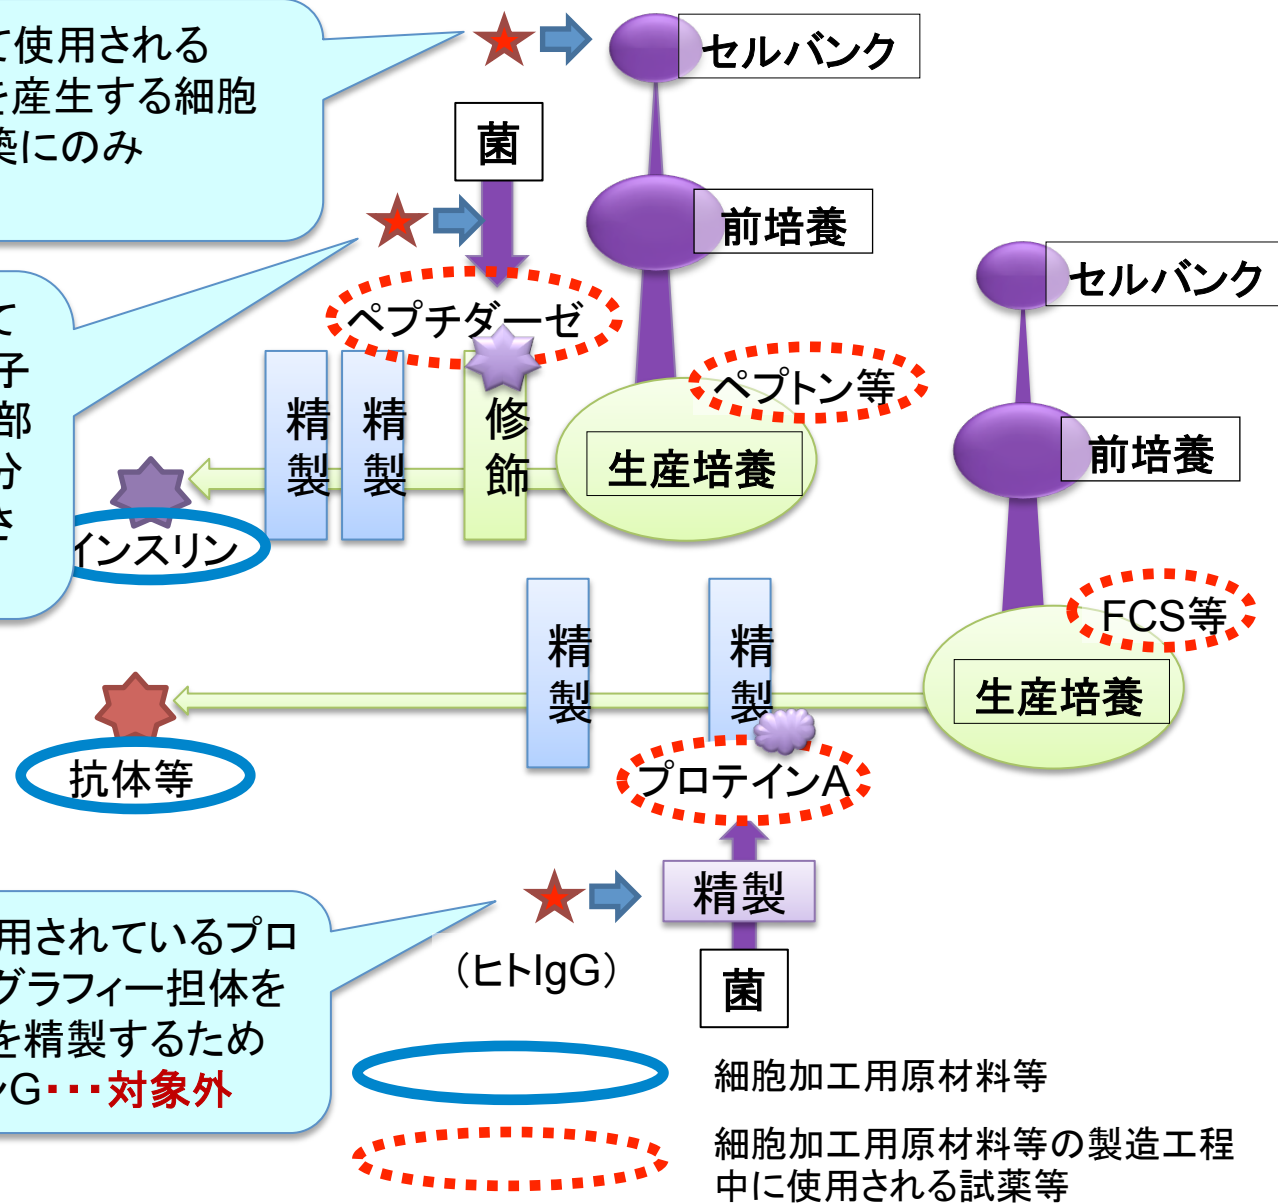 て使用される
を産生する細胞
築にのみ
セルバンク
菌
前培養
ペプチダーゼ
ペプトン等
精製
精製
修飾
生産培養
インスリン
て
子
部
分
さ
セルバンク
前培養
FCS等
生産培養
精製
精製
抗体等
プロテインA
精製
(ヒトIgG)
菌
用されているプロ
グラフィー担体を
を精製するため
ンG・・・対象外
細胞加工用原材料等
細胞加工用原材料等の製造工程
中に使用される試薬等